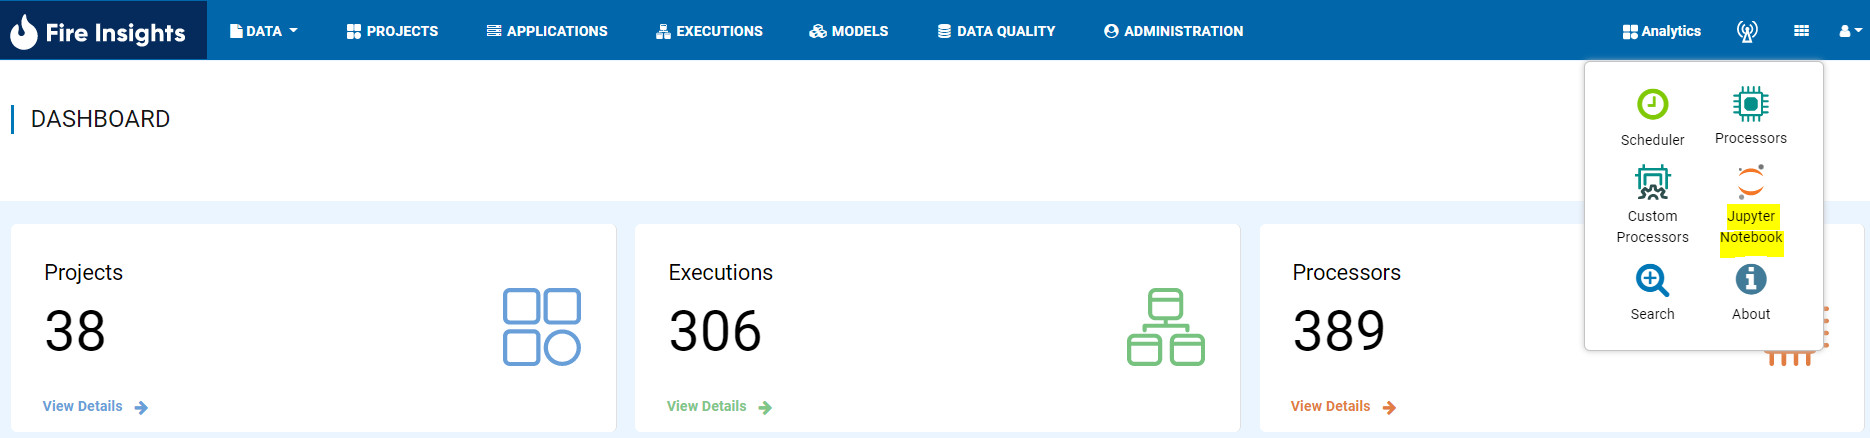 Fire Insights
DATA
PROJECTS
APPLICATIONS
EXECUTIONS
MODELS
DATA QUALITY
ADMINISTRATION
Analytics
DASHBOARD
Scheduler
Processors
Custom
Processors
Jupyter
Notebook
Search
About
Projects
38
View Details
Executions
306
View Details
Processors
389
View Details